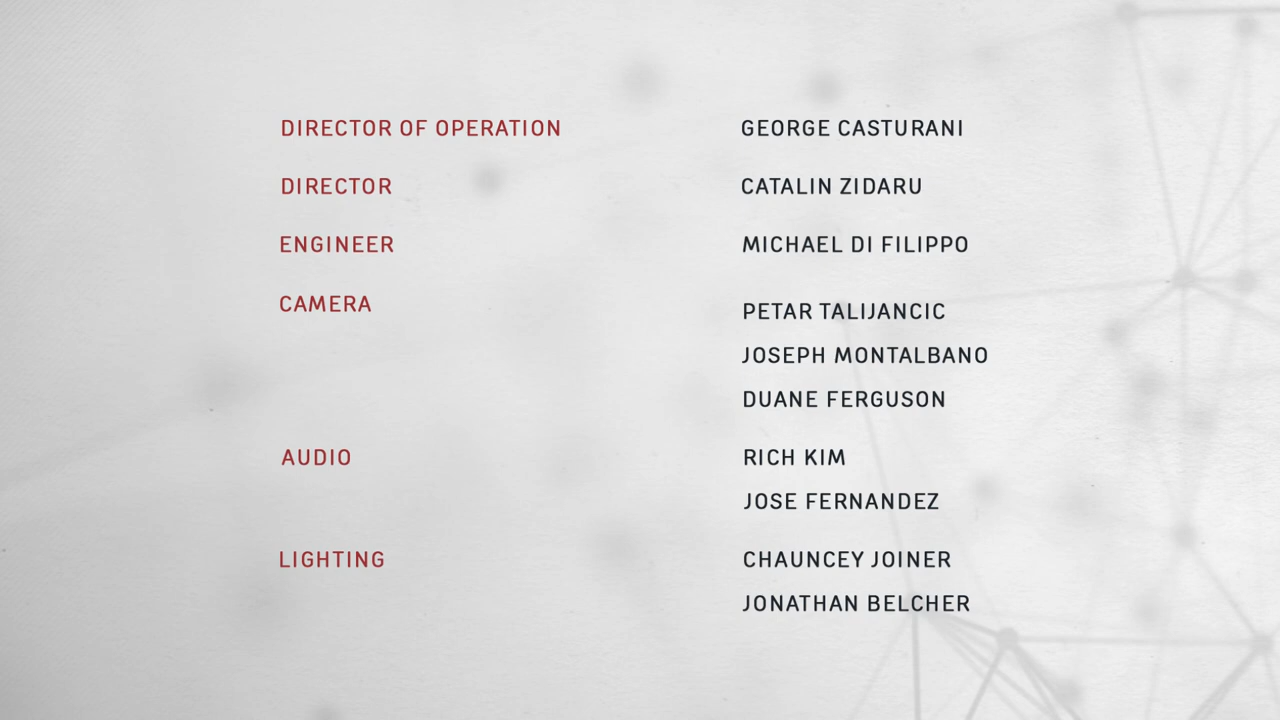 DIRECTOR OF OPERATION GEORGE CASTURANI
DIRECTOR CATALIN ZIDARU
ENGINEER MICHAEL DI FILIPPO
CAMERA PETAR TALIJANCIC
JOSEPH MONTALBANO
DUANE FERGUSON
AUDIO RICH KIM
JOSE FERNANDEZ
LIGHTING CHAUNCEY JOINER
JONATHAN BELCHER